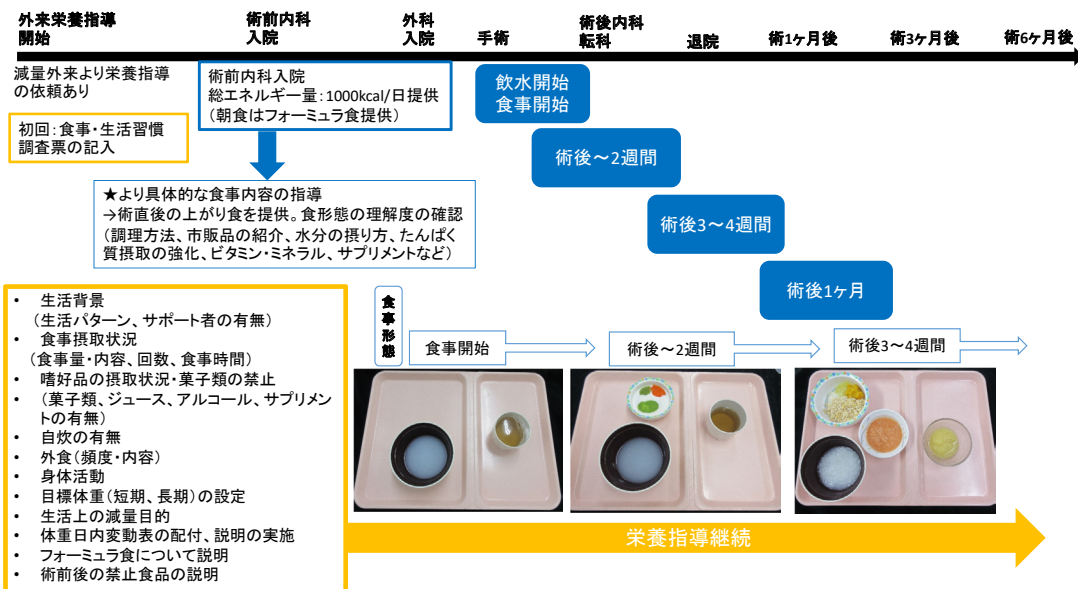 外来栄養指導
開始
術前内科
入院
外科
入院
手術
術後内科
転科
退院
術1ヶ月後
術3ヶ月後
術6ヶ月後
減量外来より栄養指導
の依頼あり
初回:食事・生活習慣
調査票の記入
術前内科入院
総エネルギー量:1000kcal/日提供
(朝食はフォーミュラ食提供)
★より具体的な食事内容の指導
→術直後の上がり食を提供。食形態の理解度の確認
(調理方法、市販品の紹介、水分の摂り方、たんぱく
質摂取の強化、ビタミン・ミネラル、サプリメントなど)
飲水開始
食事開始
術後～2週間
術後3～4週間
術後1ヶ月
• 生活背景
(生活パターン、サポート者の有無)
• 食事摂取状況
(食事量・内容、回数、食事時間)
• 嗜好品の摂取状況・菓子類の禁止
• (菓子類、ジュース、アルコール、サプリメン
トの有無)
• 自炊の有無
• 外食(頻度・内容)
• 身体活動
• 目標体重(短期、長期)の設定
• 生活上の減量目的
• 体重日内変動表の配付、説明の実施
• フォーミュラ食について説明
• 術前後の禁止食品の説明
食事形態
食事開始
術後～2週間
術後3～4週間
栄養指導継続